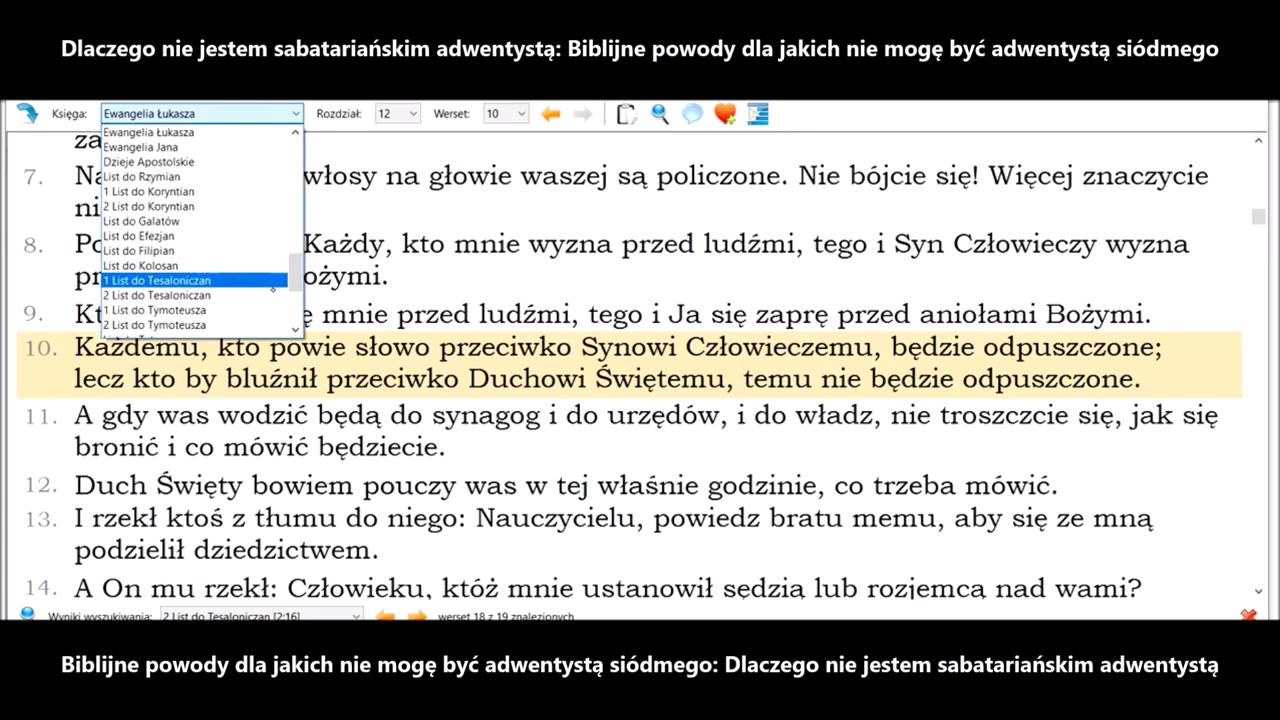 Dlaczego nie jestem sabatariańskim adwentystą: Biblijne powody dla jakich nie mogę być adwentystą siódmego
Księga: Ewangelia Łukasza Rozdział: 12 Werset: 10
Ewangelia Łukasza
Ewangelia Jana
Dzieje Apostolskie
List do Rzymian
1 List do Koryntian
2 List do Koryntian
List do Galatów
List do Efezjan
List do Filipian
List do Kolosan
1 List do Tesaloniczan
2 List do Tesaloniczan
1 List do Tymoteusza
2 List do Tymoteusza
za
7. Na włosy na głowie waszej są policzone. Nie bójcie się! Więcej znaczycie
ni
8. Po Każdy, kto mnie wyzna przed ludźmi, tego i Syn Człowieczy wyzna
pr ożymi.
9. Kt ę mnie przed ludźmi, tego i Ja się zaprę przed aniołami Bożymi.
10. Każdemu, kto powie słowo przeciwko Synowi Człowieczemu, będzie odpuszczone;
lecz kto by bluźnił przeciwko Duchowi Świętemu, temu nie będzie odpuszczone.
11. A gdy was wodzić będą do synagog i do urzędów, i do władz, nie troszczcie się, jak się
bronić i co mówić będziecie.
12. Duch Święty bowiem pouczy was w tej właśnie godzinie, co trzeba mówić.
13. I rzekł ktoś z tłumu do niego: Nauczycielu, powiedz bratu memu, aby się ze mną
podzielił dziedzictwem.
14. A On mu rzekł: Człowieku, któż mnie ustanowił sędzią lub rozjemcą nad wami?
Wyniki wyszukiwania: 2 List do Tesaloniczan [2:16] werset 18 z 19 znalezionych
Biblijne powody dla jakich nie mogę być adwentystą siódmego: Dlaczego nie jestem sabatariańskim adwentystą